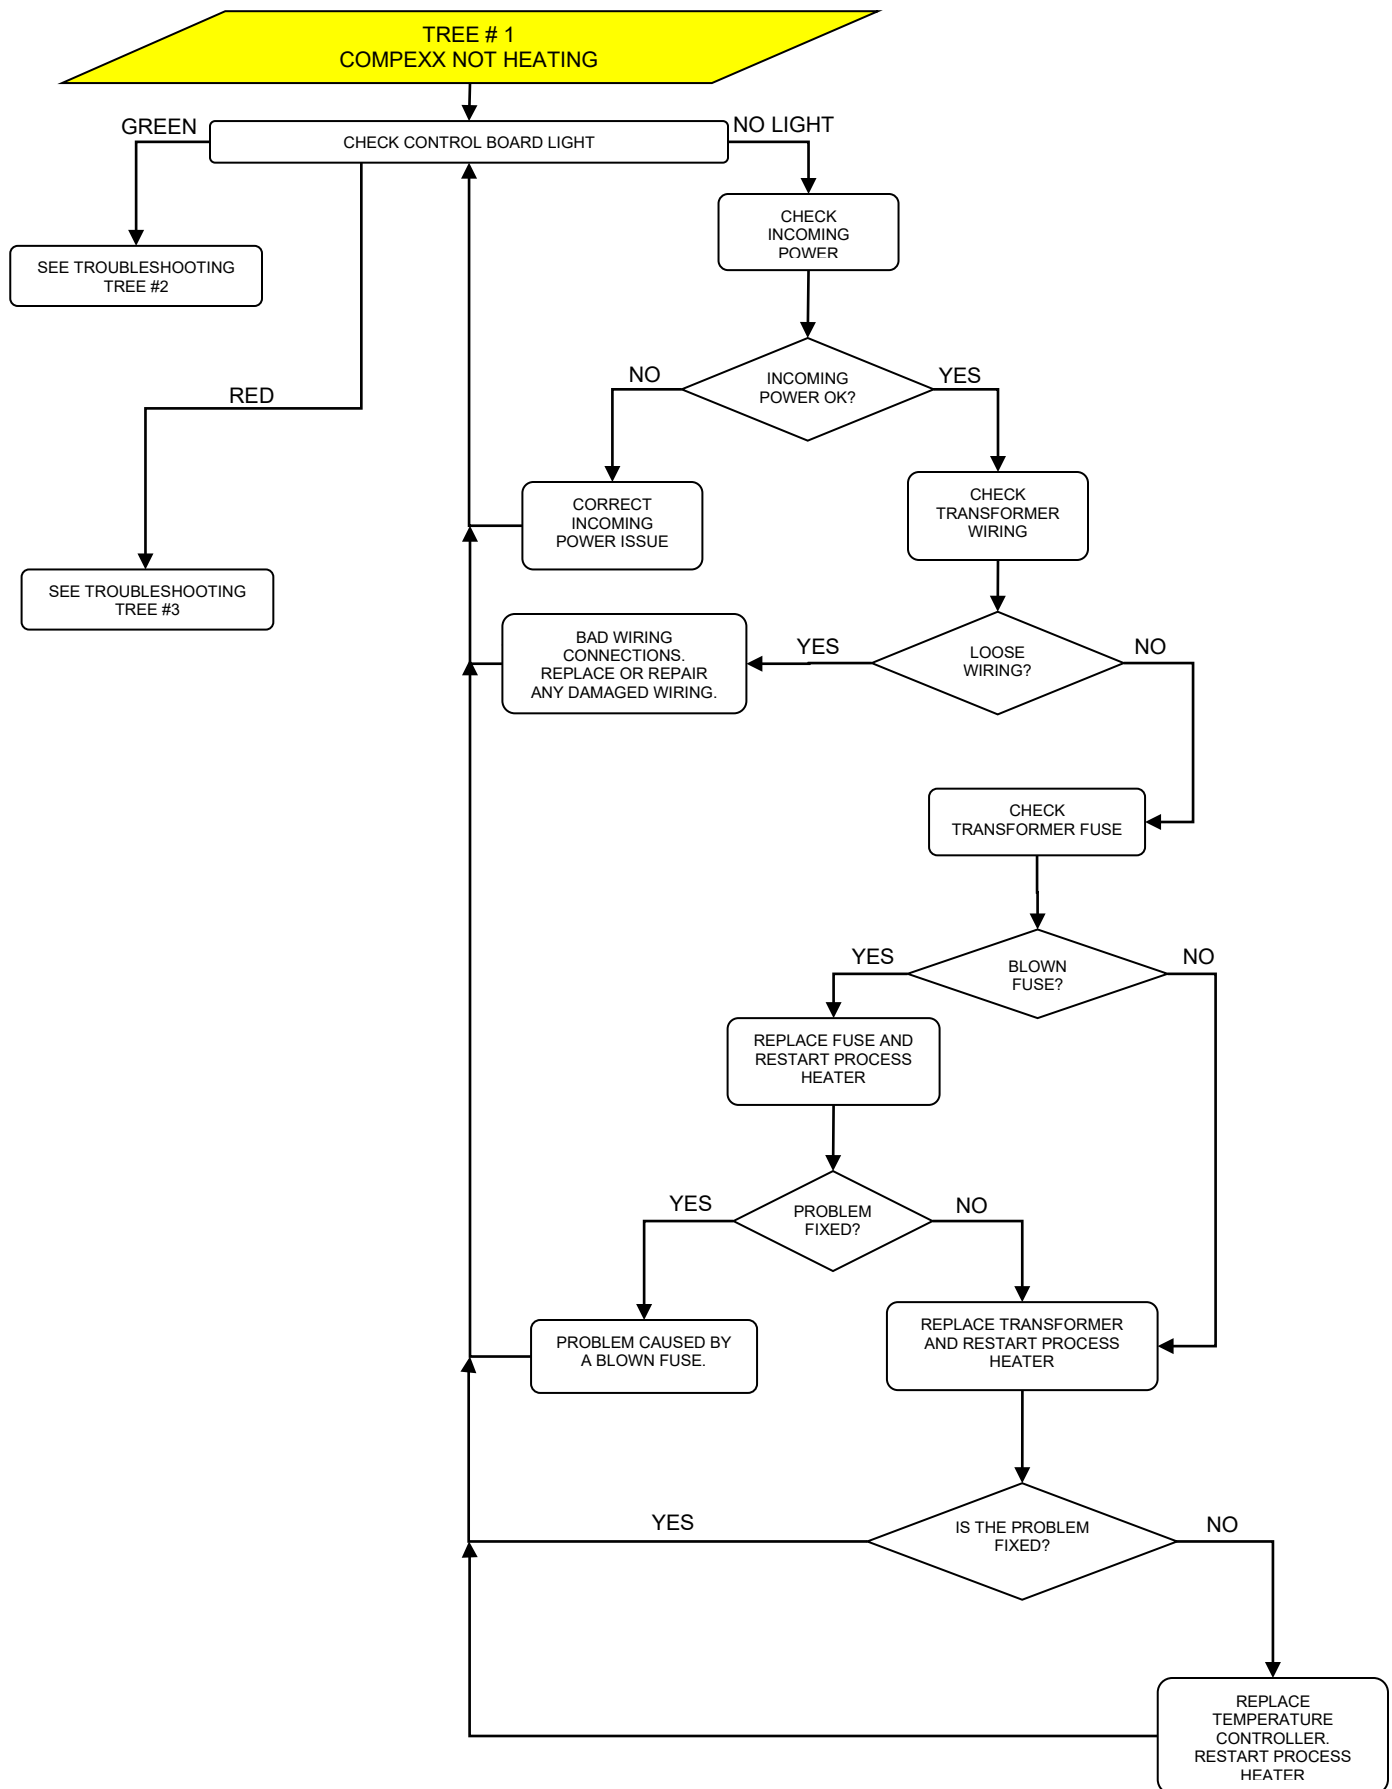 TREE # 1
COMPEXX NOT HEATING
GREEN
NO LIGHT
CHECK CONTROL BOARD LIGHT
CHECK
INCOMING
POWER
SEE TROUBLESHOOTING
TREE #2
NO
INCOMING
POWER OK?
YES
RED
CORRECT
INCOMING
POWER ISSUE
CHECK
TRANSFORMER
WIRING
SEE TROUBLESHOOTING
TREE #3
BAD WIRING
CONNECTIONS.
REPLACE OR REPAIR
ANY DAMAGED WIRING.
YES
LOOSE
WIRING?
NO
CHECK
TRANSFORMER FUSE
YES
BLOWN
FUSE?
NO
REPLACE FUSE AND
RESTART PROCESS
HEATER
YES
PROBLEM
FIXED?
NO
PROBLEM CAUSED BY
A BLOWN FUSE.
REPLACE TRANSFORMER
AND RESTART PROCESS
HEATER
YES
IS THE PROBLEM
FIXED?
NO
REPLACE
TEMPERATURE
CONTROLLER.
RESTART PROCESS
HEATER